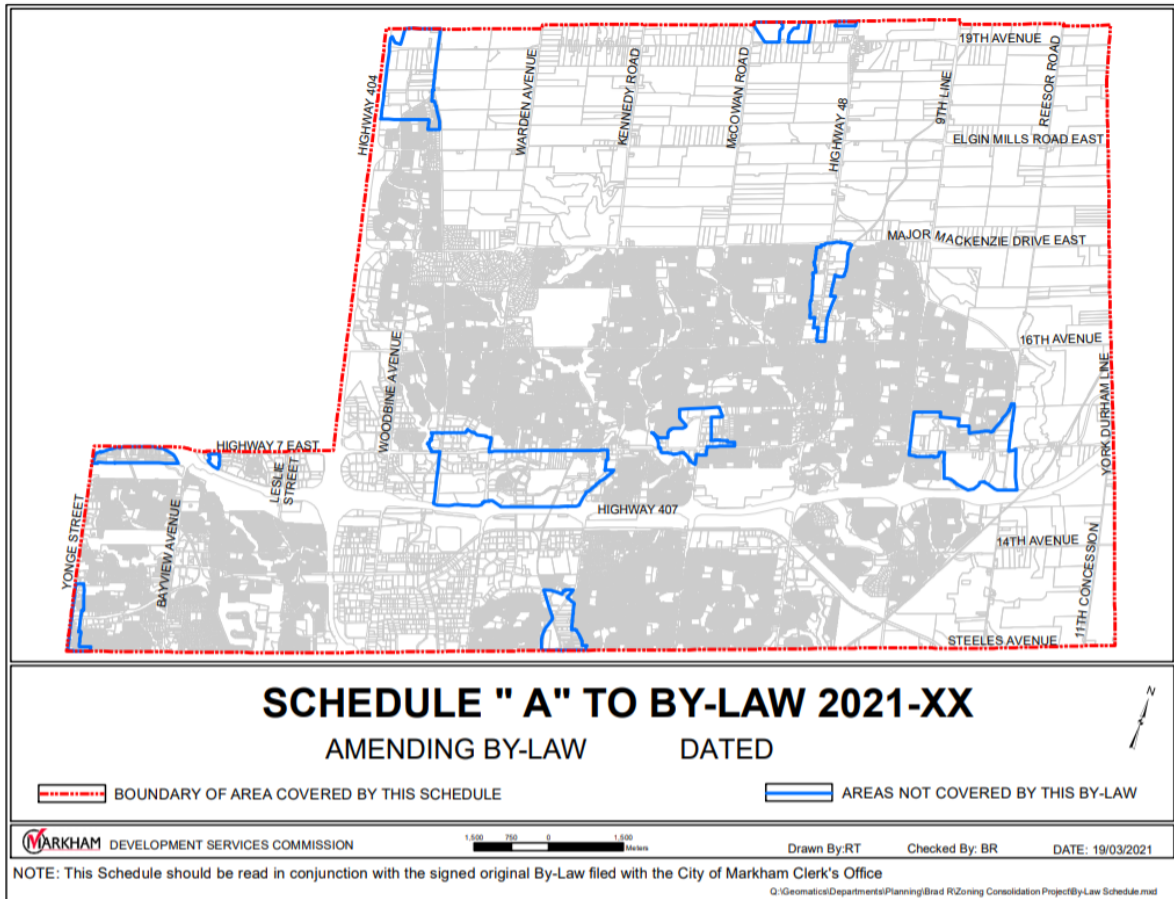 19TH AVENUE
HIGHWAY 404
WARDEN AVENUE
KENNEDY ROAD
McCOWAN ROAD
HIGHWAY 48
9TH LINE
REESOR ROAD
ELGIN MILLS ROAD EAST
MAJOR MACKENZIE DRIVE EAST
16TH AVENUE
WOODBINE AVENUE
YORK DURHAM LINE
HIGHWAY 7 EAST
LESLIE
STREET
HIGHWAY 407
YONGE STREET
BAYVIEW AVENUE
14TH AVENUE
11TH CONCESSION
STEELES AVENUE
SCHEDULE " A" TO BY-LAW 2021-XX
AMENDING BY-LAW DATED
N
BOUNDARY OF AREA COVERED BY THIS SCHEDULE
AREAS NOT COVERED BY THIS BY-LAW
MARKHAM DEVELOPMENT SERVICES COMMISSION
1,500 750 0 1,500
Meters
Drawn By:RT Checked By: BR DATE: 19/03/2021
NOTE: This Schedule should be read in conjunction with the signed original By-Law filed with the City of Markham Clerk's Office
Q:\Geomatics\Departments\Planning\Brad R\Zoning Consolidation Project\By-Law Schedule.mxd